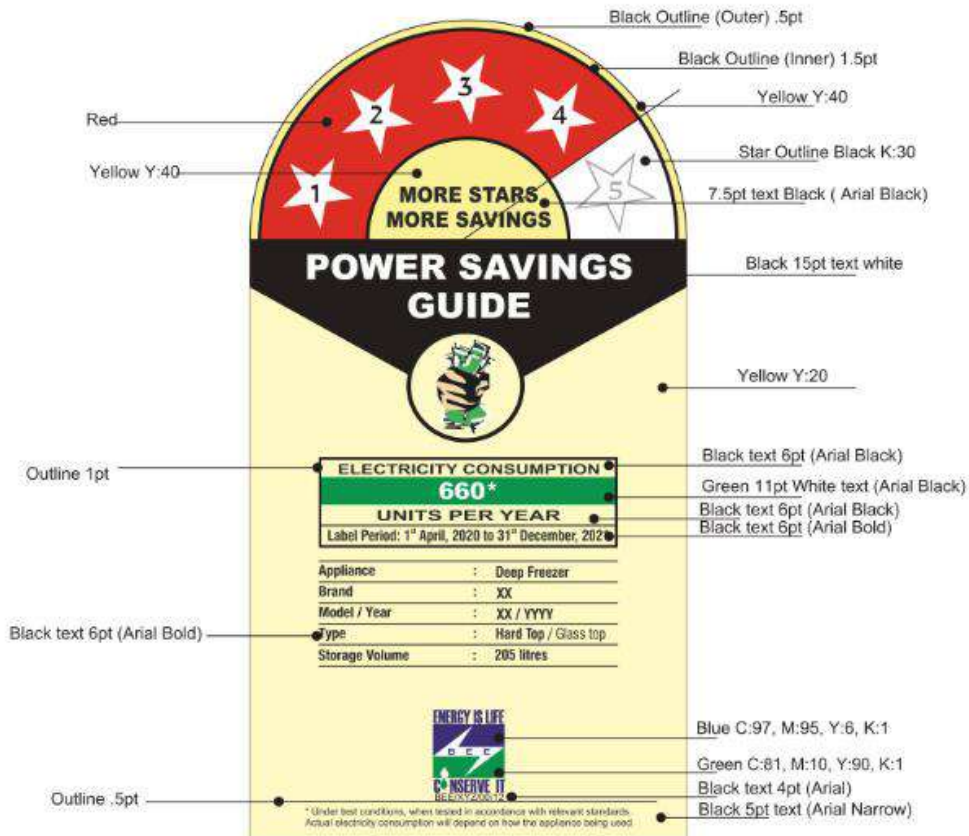 Black Outline (Outer) .5pt
Black Outline (Inner) 1.5pt
Yellow Y:40
Red
Star Outline Black K:30
Yellow Y:40
7.5pt text Black ( Arial Black)
1
2
3
4
5
MORE STARS
MORE SAVINGS
POWER SAVINGS
GUIDE
Black 15pt text white
Yellow Y:20
Outline 1pt
ELECTRICITY CONSUMPTION
Black text 6pt (Arial Black)
660*
Green 11pt White text (Arial Black)
UNITS PER YEAR
Black text 6pt (Arial Black)
Label Period: 1st April, 2020 to 31st December, 202
Black text 6pt (Arial Bold)
Appliance : Deep Freezer
Brand : XX
Model / Year : XX / YYYY
Black text 6pt (Arial Bold)
Type : Hard Top / Glass top
Storage Volume : 205 litres
ENERGY IS LIFE
BEE
CONSERVE IT
Blue C:97, M:95, Y:6, K:1
Green C:81, M:10, Y:90, K:1
Black text 4pt (Arial)
Outline .5pt
Black 5pt text (Arial Narrow)
* Under test conditions, when tested in accordance with relevant standards.
Actual electricity consumption will depend on how the appliance being used.